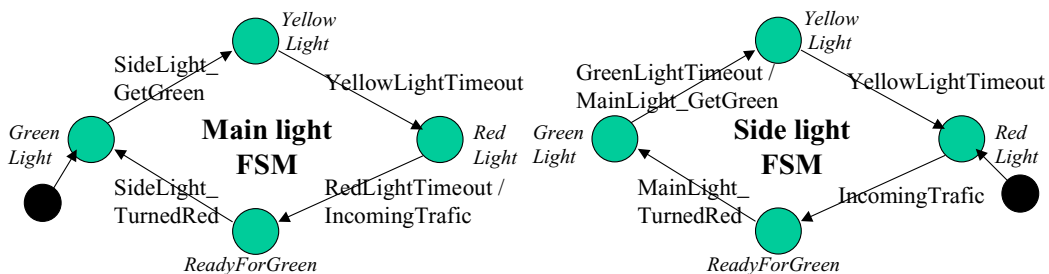 Yellow
Light
SideLight_
GetGreen
YellowLightTimeout
Green
Light
Main light
FSM
Red
Light
SideLight_
TurnedRed
RedLightTimeout /
IncomingTrafic
ReadyForGreen
Yellow
Light
GreenLightTimeout /
MainLight_GetGreen
YellowLightTimeout
Green
Light
Side light
FSM
Red
Light
MainLight_
TurnedRed
IncomingTrafic
ReadyForGreen